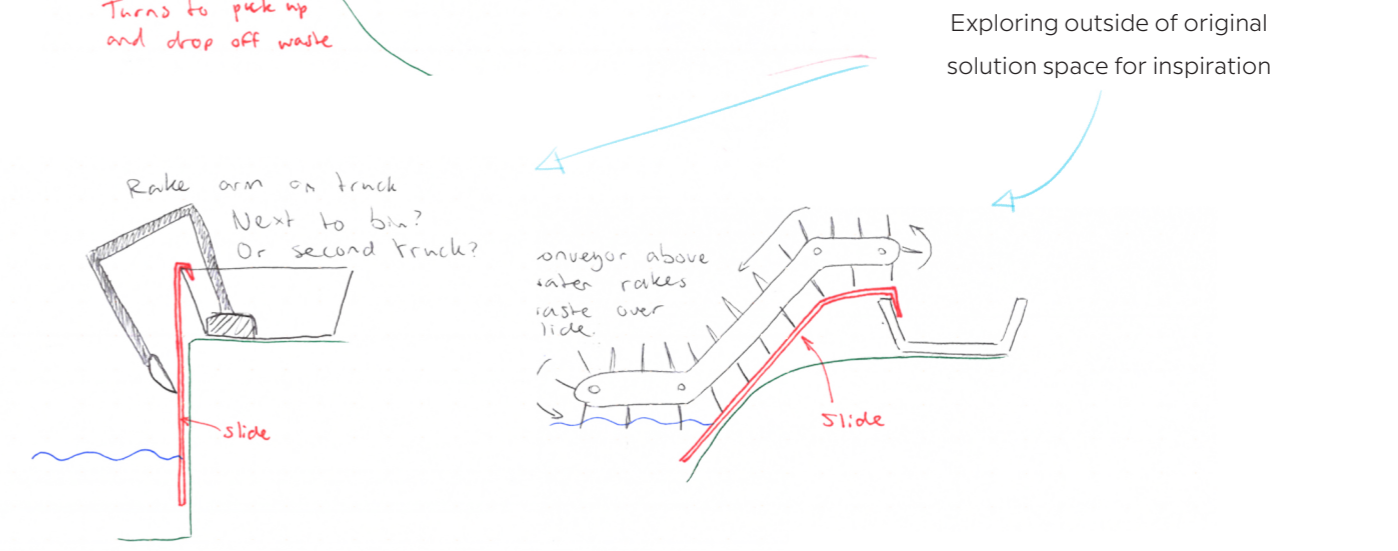 Turns to pick up
and drop off waste
Exploring outside of original
solution space for inspiration
Rake arm on truck
Next to bin?
Or second truck?
onveyor above
ater rakes
aste over
lide.
slide
Slide